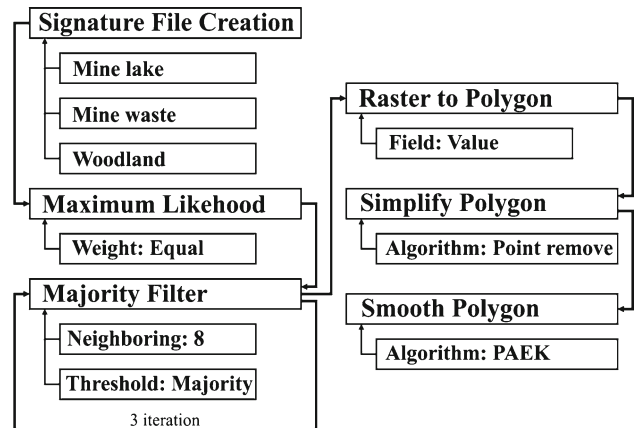 Signature File Creation
Mine lake
Mine waste
Woodland
Maximum Likehood
Weight: Equal
Majority Filter
Neighboring: 8
Threshold: Majority
3 iteration
Raster to Polygon
Field: Value
Simplify Polygon
Algorithm: Point remove
Smooth Polygon
Algorithm: PAEK